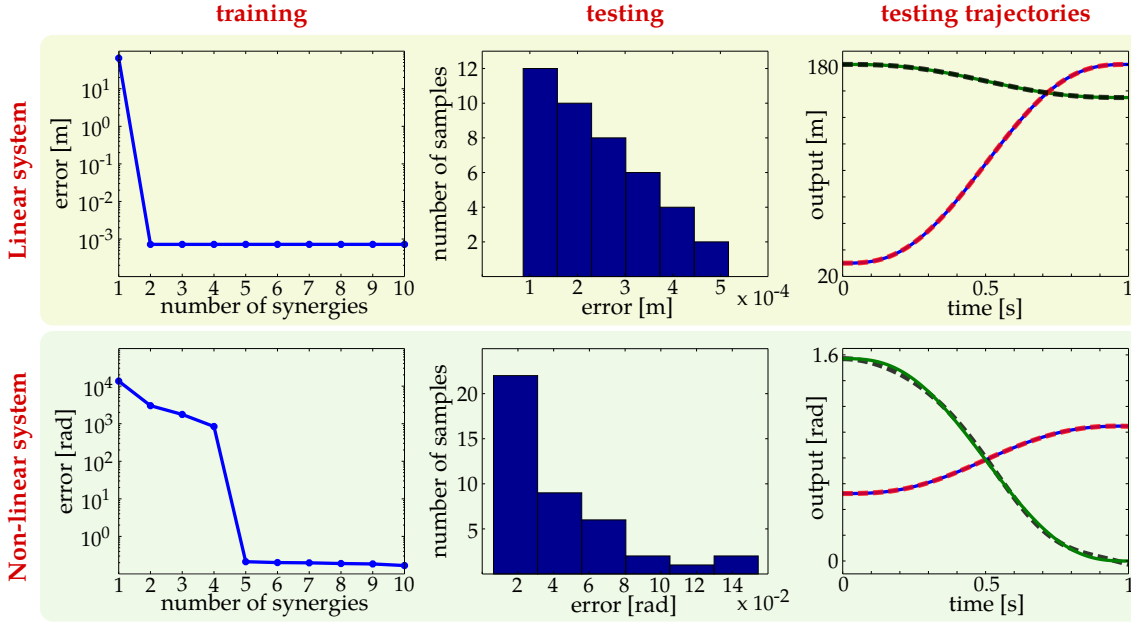 training testing testing trajectories
Linear system
error [m]
10^1
10^0
10^-1
10^-2
10^-3
1 2 3 4 5 6 7 8 9 10
number of synergies
number of samples
12
10
8
6
4
2
1 2 3 4 5
x 10^-4
error [m]
output [m]
180
20
0 0.5 1
time [s]
Non-linear system
error [rad]
10^4
10^3
10^2
10^1
10^0
1 2 3 4 5 6 7 8 9 10
number of synergies
number of samples
20
15
10
5
2 4 6 8 10 12 14
x 10^-2
error [rad]
output [rad]
1.6
0
0 0.5 1
time [s]